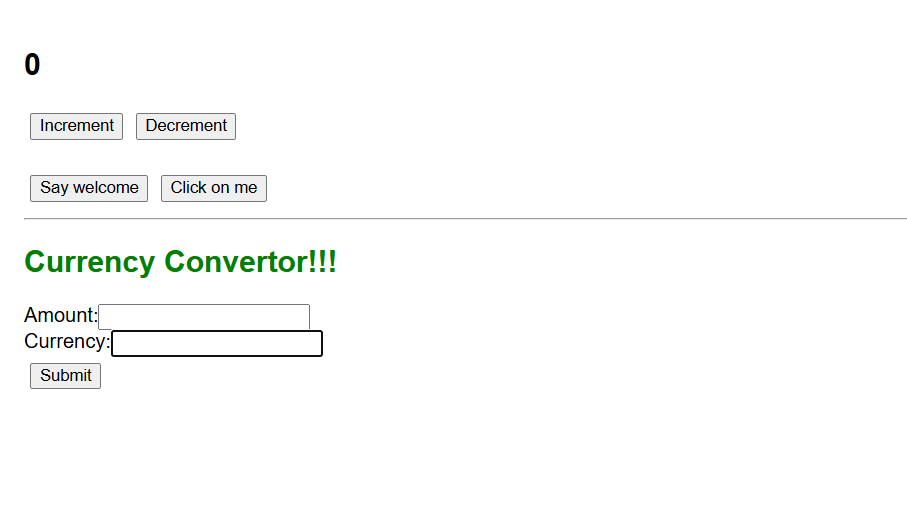 0
Increment Decrement
Say welcome Click on me
Currency Convertor!!!
Amount:
Currency:
Submit